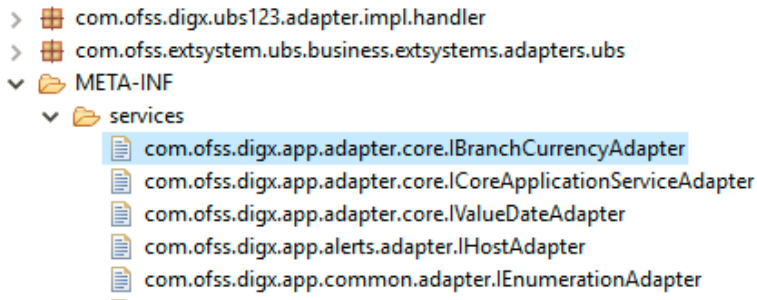 com.ofss.digx.ubs123.adapter.impl.handler
com.ofss.extsystem.ubs.business.extsystems.adapters.ubs
META-INF
services
com.ofss.digx.app.adapter.core.IBranchCurrencyAdapter
com.ofss.digx.app.adapter.core.ICoreApplicationServiceAdapter
com.ofss.digx.app.adapter.core.IValueDateAdapter
com.ofss.digx.app.alerts.adapter.IHostAdapter
com.ofss.digx.app.common.adapter.IEnumerationAdapter